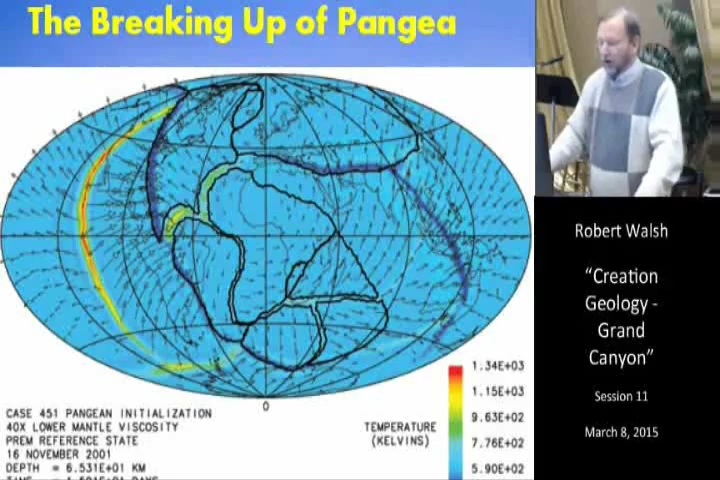 The Breaking Up of Pangea
0
CASE 451 PANGEAN INITIALIZATION
40X LOWER MANTLE VISCOSITY
PREM REFERENCE STATE
16 NOVEMBER 2001
DEPTH = 6.531E+01 KM
TEMPERATURE
(KELVINS)
1.34E+03
1.15E+03
9.63E+02
7.76E+02
5.90E+02
Robert Walsh
“Creation
Geology -
Grand
Canyon”
Session 11
March 8, 2015